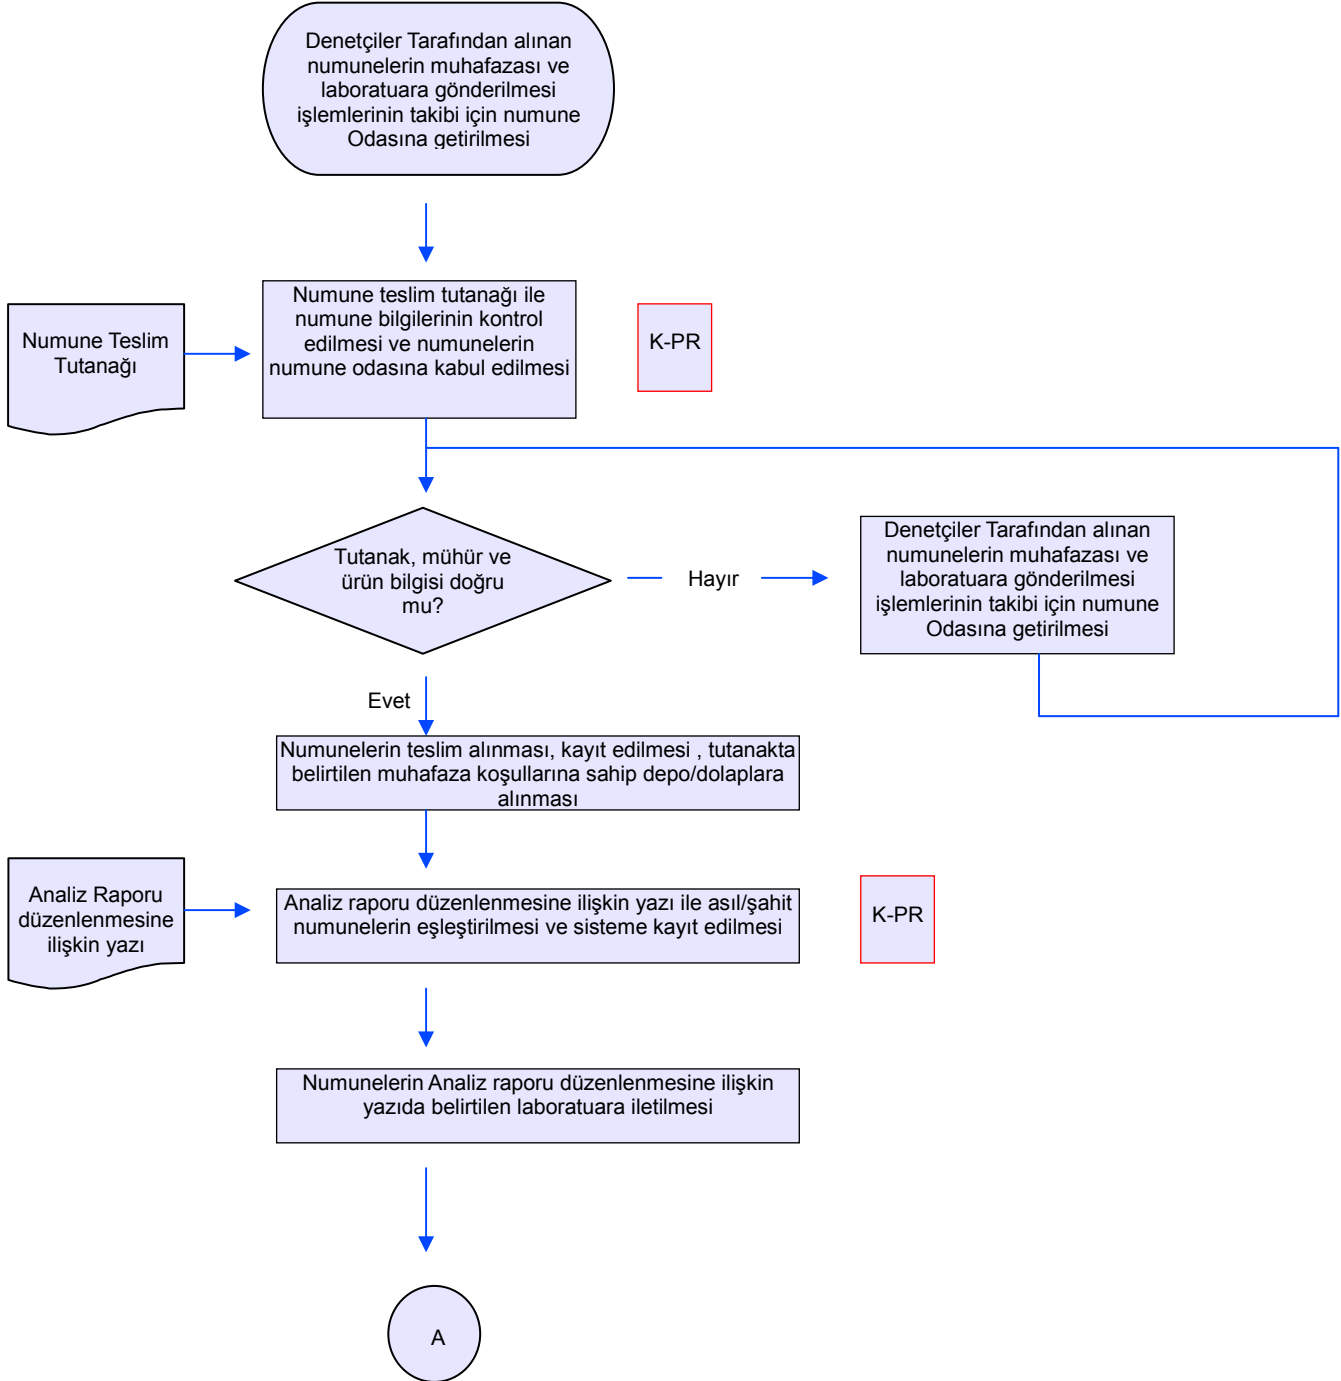 Denetçiler Tarafından alınan
numunelerin muhafazası ve
laboratuara gönderilmesi
işlemlerinin takibi için numune
Odasına getirilmesi
Numune Teslim
Tutanağı
Numune teslim tutanağı ile
numune bilgilerinin kontrol
edilmesi ve numunelerin
numune odasına kabul edilmesi
K-PR
Tutanak, mühür ve
ürün bilgisi doğru
mu?
Hayır
Denetçiler Tarafından alınan
numunelerin muhafazası ve
laboratuara gönderilmesi
işlemlerinin takibi için numune
Odasına getirilmesi
Evet
Numunelerin teslim alınması, kayıt edilmesi , tutanakta
belirtilen muhafaza koşullarına sahip depo/dolaplara
alınması
Analiz Raporu
düzenlenmesine
ilişkin yazı
Analiz raporu düzenlenmesine ilişkin yazı ile asıl/şahit
numunelerin eşleştirilmesi ve sisteme kayıt edilmesi
K-PR
Numunelerin Analiz raporu düzenlenmesine ilişkin
yazıda belirtilen laboratuara iletilmesi
A